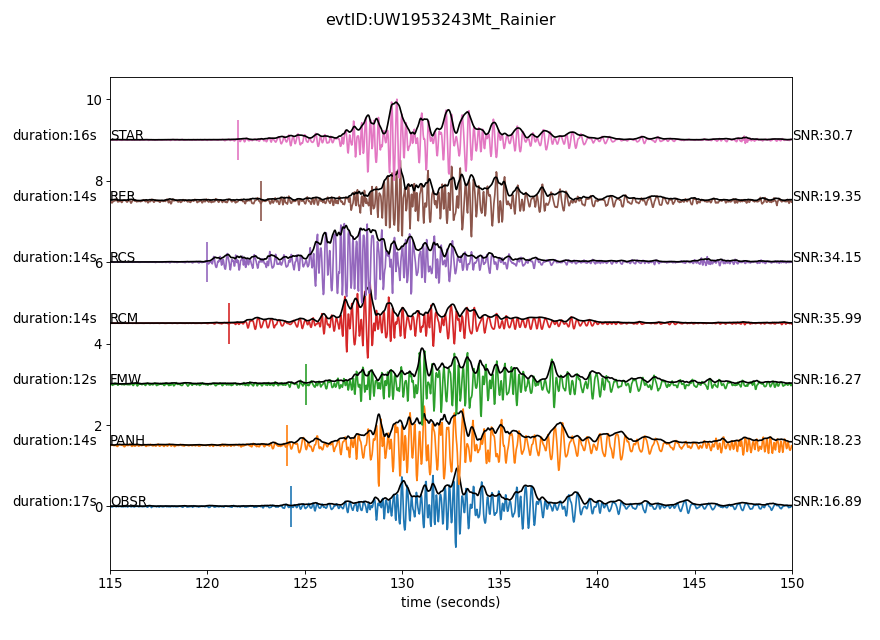 evtID:UW1953243Mt_Rainier
10
duration:16s STAR SNR:30.7
8
duration:14s RER SNR:19.35
duration:14s RCS SNR:34.15
6
duration:14s RCM SNR:35.99
4
duration:12s FMW SNR:16.27
2
duration:14s PANH SNR:18.23
duration:17s OBSR SNR:16.89
0
115 120 125 130 135 140 145 150
time (seconds)